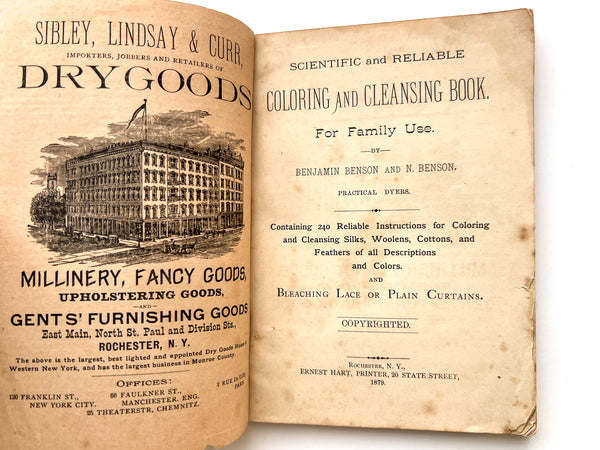 SIBLEY, LINDSAY & CURR,
IMPORTERS, JOBBERS AND RETAILERS OF
DRY GOODS
MILLINERY, FANCY GOODS,
UPHOLSTERING GOODS,
—AND—
GENTS' FURNISHING GOODS
East Main, North St. Paul and Division Sts.,
ROCHESTER, N. Y.
The above is the largest, best lighted and appointed Dry Goods House
Western New York, and has the largest business in Monroe County.
OFFICES:
120 FRANKLIN ST.,
NEW YORK CITY.
66 FAULKNER ST.,
MANCHESTER, ENG.
25 THEATERSTR, CHEMNITZ.
2 RUE
PARIS.
SCIENTIFIC and RELIABLE
COLORING AND CLEANSING BOOK.
For Family Use.
—BY—
BENJAMIN BENSON AND N. BENSON,
PRACTICAL DYERS.
Containing 240 Reliable Instructions for Coloring
and Cleansing Silks, Woolens, Cottons, and
Feathers of all Descriptions
and Colors.
—AND—
BLEACHING LACE OR PLAIN CURTAINS.
COPYRIGHTED.
ROCHESTER, N. Y.,
ERNEST HART, PRINTER, 20 STATE STREET,
1879.